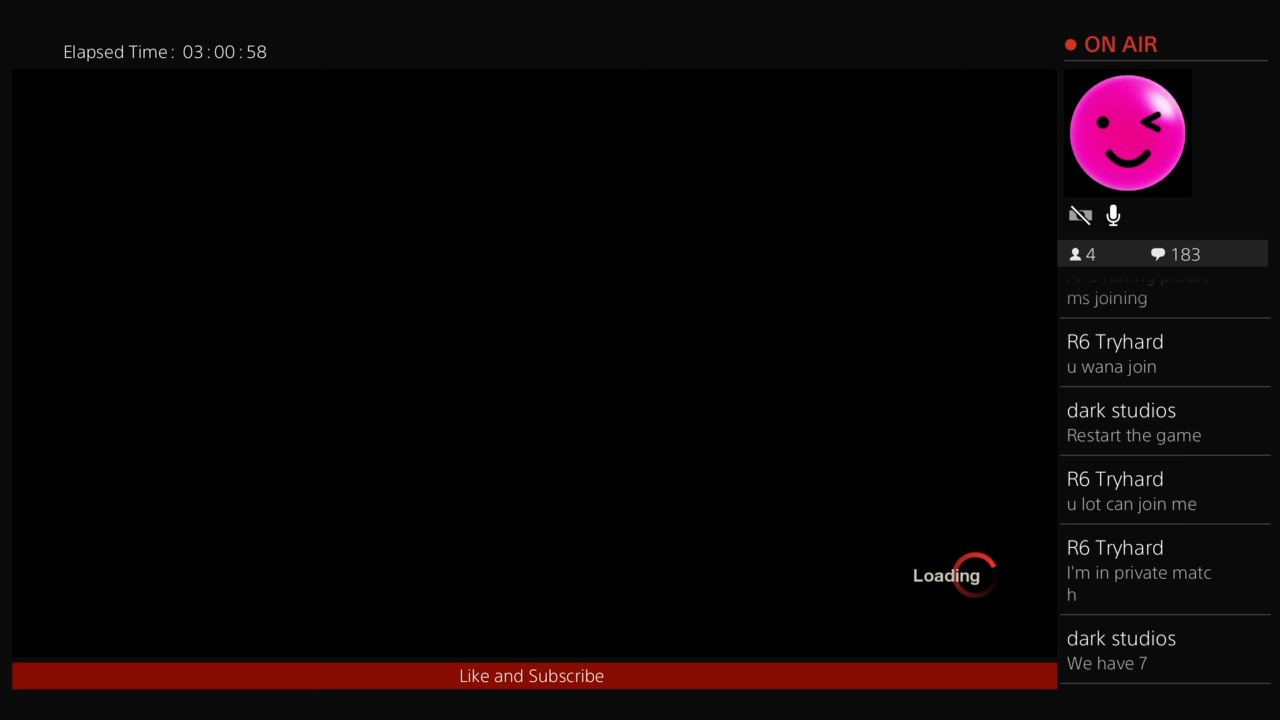 Elapsed Time: 03:00:58
ON AIR
4 183
ms joining
R6 Tryhard
u wana join
dark studios
Restart the game
R6 Tryhard
u lot can join me
R6 Tryhard
I'm in private matc
h
dark studios
We have 7
Loading
Like and Subscribe